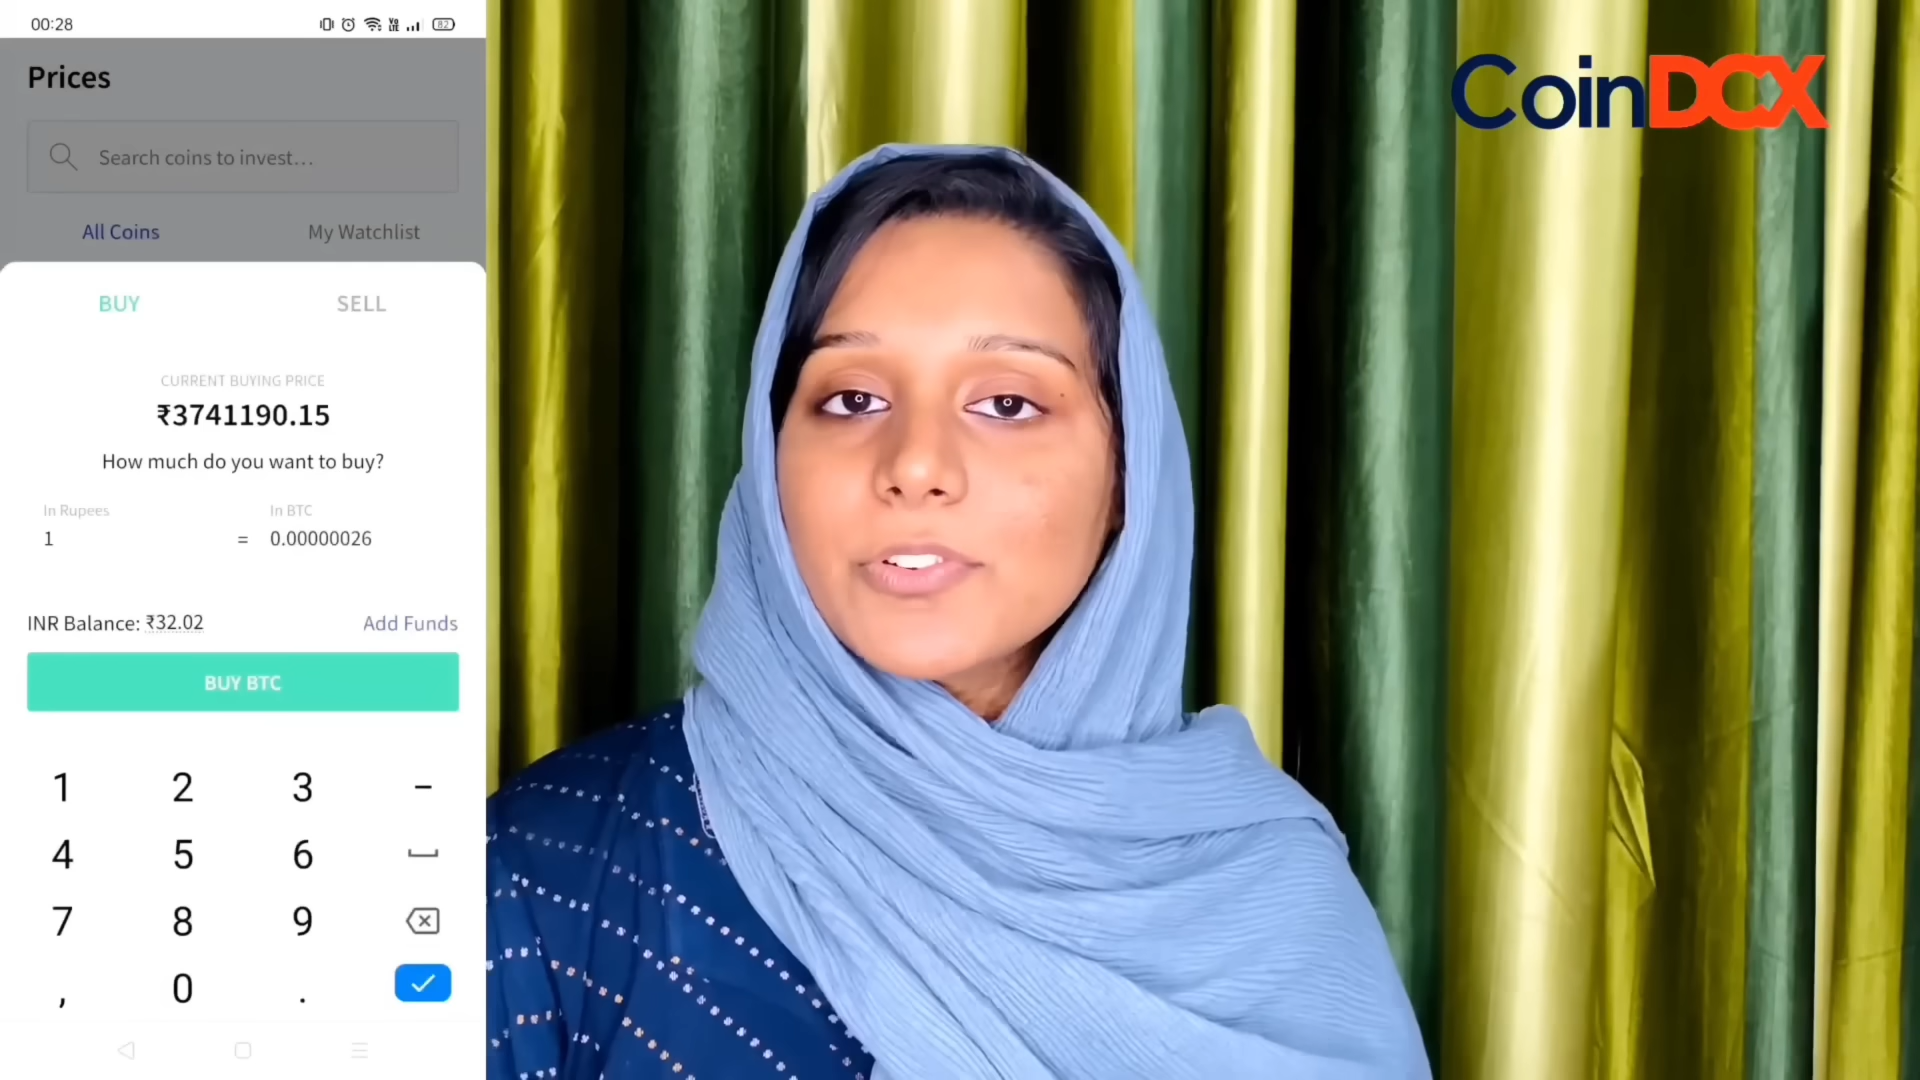 00:28
82
Prices
Search coins to invest...
All Coins
My Watchlist
BUY
SELL
CURRENT BUYING PRICE
₹3741190.15
How much do you want to buy?
In Rupees
In BTC
1
=
0.00000026
INR Balance: ₹32.02
Add Funds
BUY BTC
1 2 3 -
4 5 6
7 8 9
, 0 .
CoinDCX